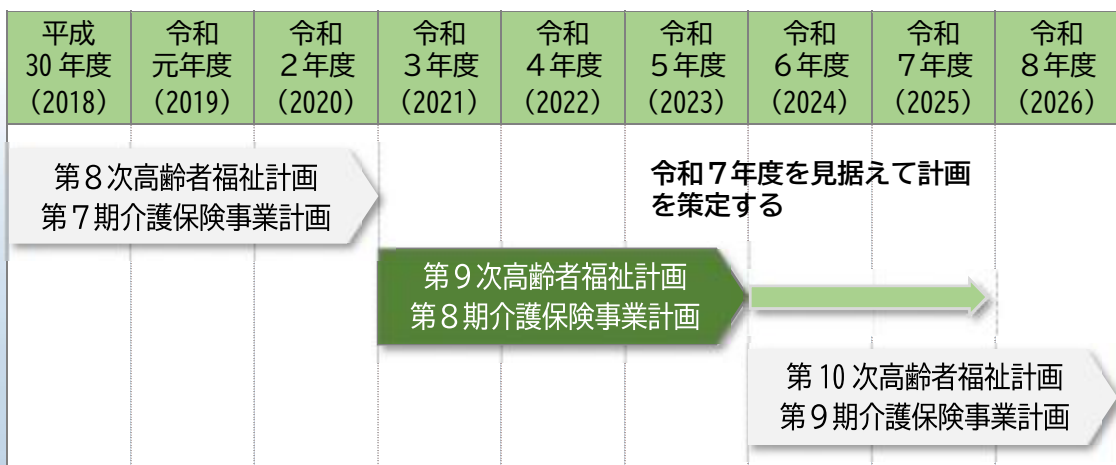 平成
30 年度
(2018)
令和
元年度
(2019)
令和
２年度
(2020)
令和
３年度
(2021)
令和
４年度
(2022)
令和
５年度
(2023)
令和
６年度
(2024)
令和
７年度
(2025)
令和
８年度
(2026)
第８次高齢者福祉計画
第７期介護保険事業計画
令和７年度を見据えて計画
を策定する
第９次高齢者福祉計画
第８期介護保険事業計画
第 10 次高齢者福祉計画
第９期介護保険事業計画